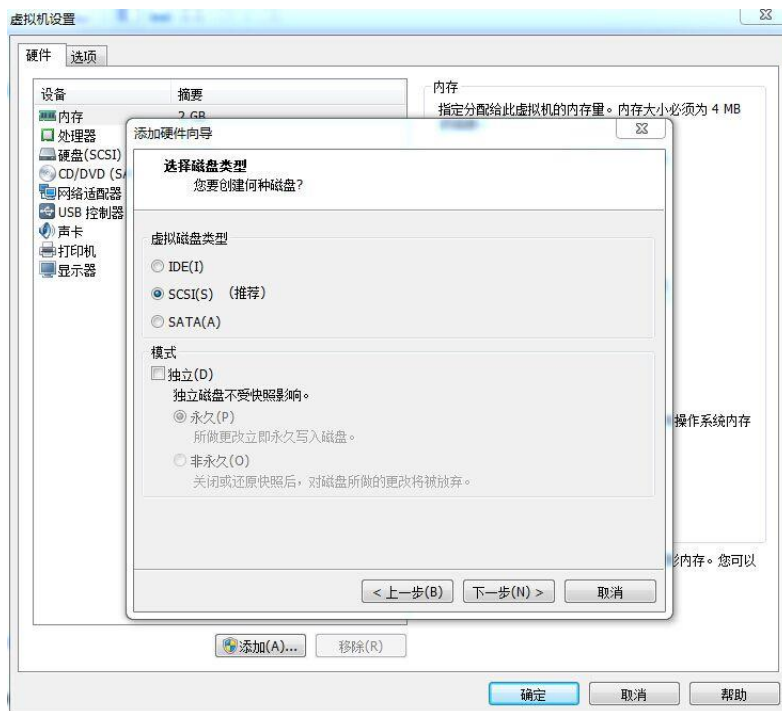 虚拟机设置
硬件 选项
设备 摘要
内存 2 GB
处理器
硬盘(SCSI)
CD/DVD (SA
网络适配器
USB 控制器
声卡
打印机
显示器
内存
指定分配给此虚拟机的内存量。内存大小必须为 4 MB
添加硬件向导
选择磁盘类型
您要创建何种磁盘?
虚拟磁盘类型
IDE(I)
SCSI(S) (推荐)
SATA(A)
模式
独立(D)
独立磁盘不受快照影响。
永久(P)
所做更改立即永久写入磁盘。
非永久(O)
关闭或还原快照后，对磁盘所做的更改将被放弃。
操作系统内存
内存。您可以
< 上一步(B) 下一步(N) > 取消
添加(A)... 移除(R)
确定 取消 帮助